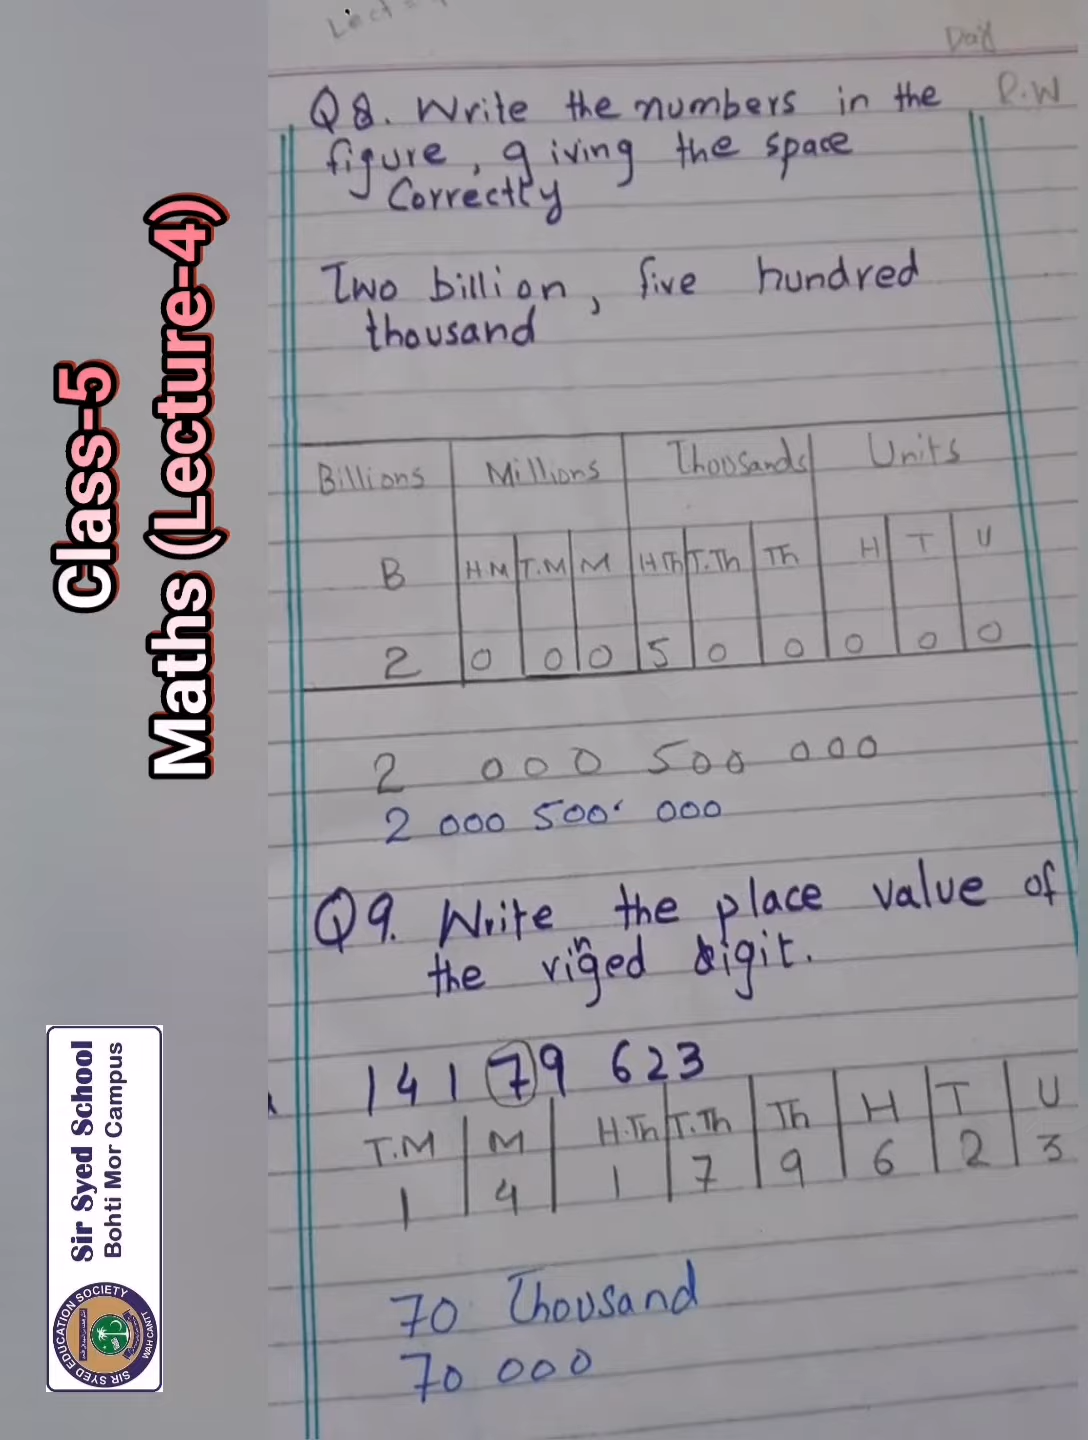 Class-5
Maths (Lecture-4)
Sir Syed School
Bohti Mor Campus
SIR SYED EDUCATION SOCIETY
WAH CANTT
Lect
Q8. Write the numbers in the R.W
figure, giving the space
Correctly
Two billion, five hundred
thousand
Billions Millions Thousands Units
B H.M T.M M H.Th T.Th Th H T U
2 0 0 0 5 0 0 0 0 0
2 000 500 000
2 000 500 000
Q9. Write the place value of
the ringed digit.
141 79 623
T.M M H.Th T.Th Th H T U
1 4 1 7 9 6 2 3
70 Thousand
70 000